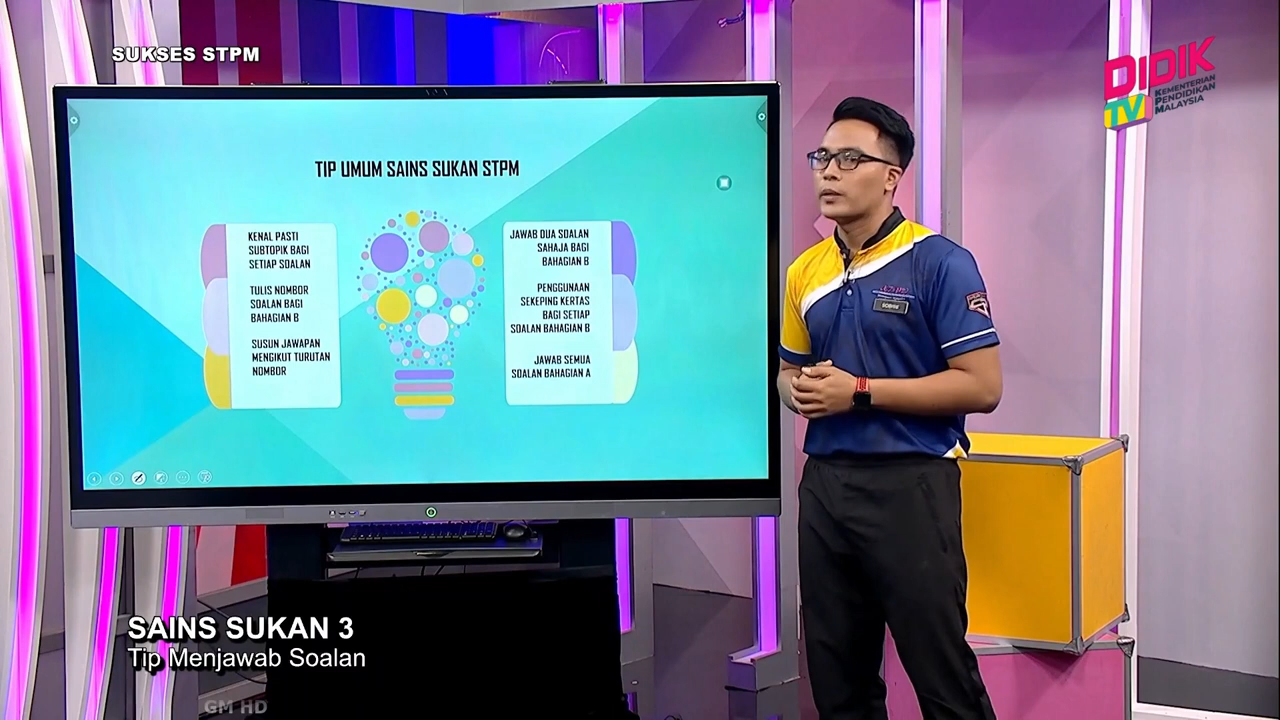 SUKSES STPM
DIDIK
TV
KEMENTERIAN
PENDIDIKAN
MALAYSIA
TIP UMUM SAINS SUKAN STPM
KENAL PASTI
SUBTOPIK BAGI
SETIAP SOALAN
TULIS NOMBOR
SOALAN BAGI
BAHAGIAN B
SUSUN JAWAPAN
MENGIKUT TURUTAN
NOMBOR
JAWAB DUA SOALAN
SAHAJA BAGI
BAHAGIAN B
PENGGUNAAN
SEKEPING KERTAS
BAGI SETIAP
SOALAN BAHAGIAN B
JAWAB SEMUA
SOALAN BAHAGIAN A
SAINS SUKAN 3
Tip Menjawab Soalan
GM HD